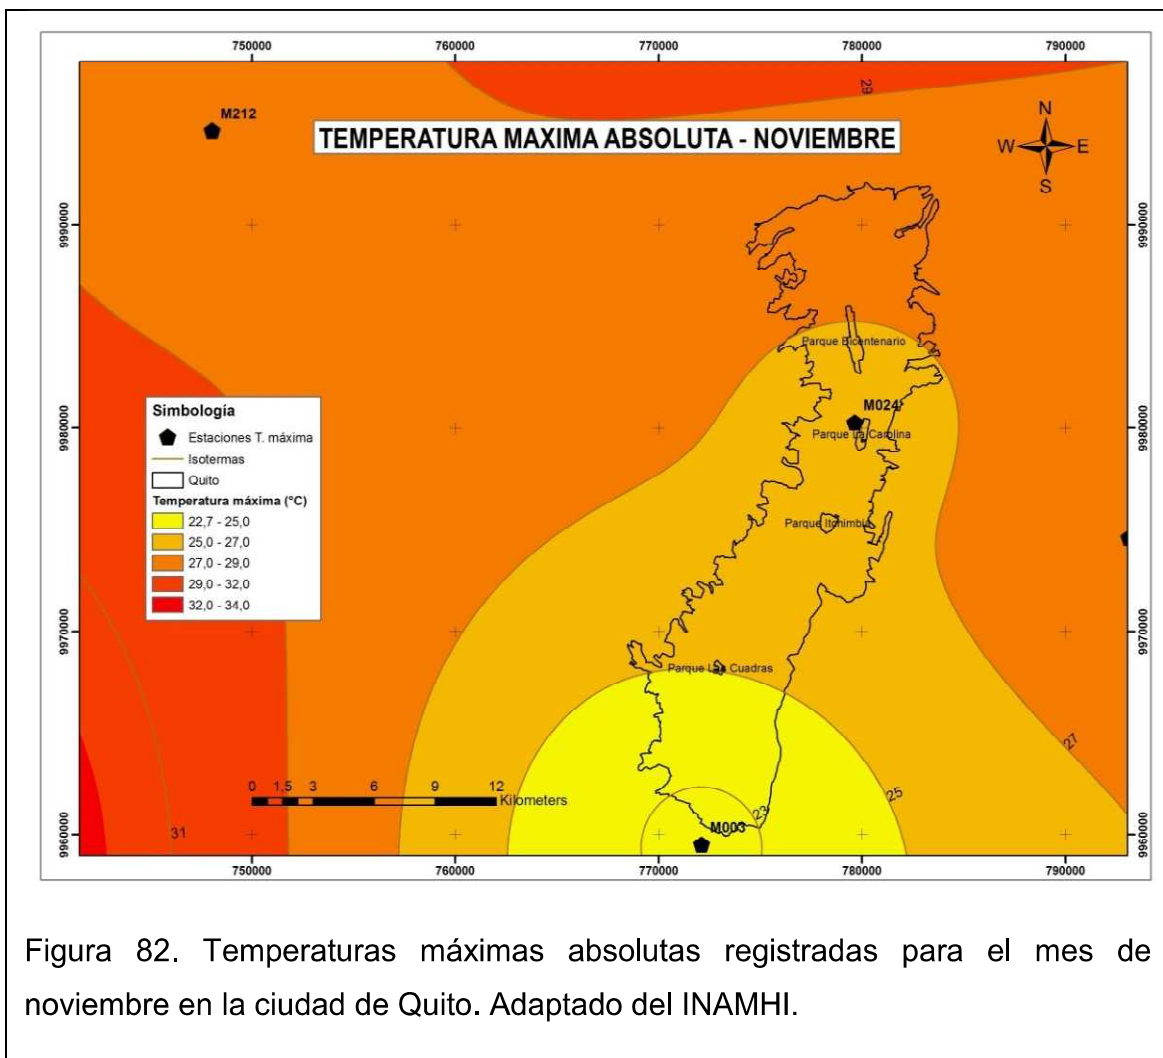 750000 760000 770000 780000 790000
29
M212
TEMPERATURA MAXIMA ABSOLUTA - NOVIEMBRE
N
W E
S
9990000 9990000
Parque Bicentenario
Simbología
Estaciones T. máxima
Isotermas
Quito
Temperatura máxima (°C)
22,7 - 25,0
25,0 - 27,0
27,0 - 29,0
29,0 - 32,0
32,0 - 34,0
M024
9980000 9980000
Parque La Carolina
Parque Itchimbia
9970000 9970000
Parque Las Cuadras
27
25
0 1,5 3 6 9 12
Kilometers
23
M003
31
9960000 9960000
750000 760000 770000 780000 790000
Figura 82. Temperaturas máximas absolutas registradas para el mes de
noviembre en la ciudad de Quito. Adaptado del INAMHI.